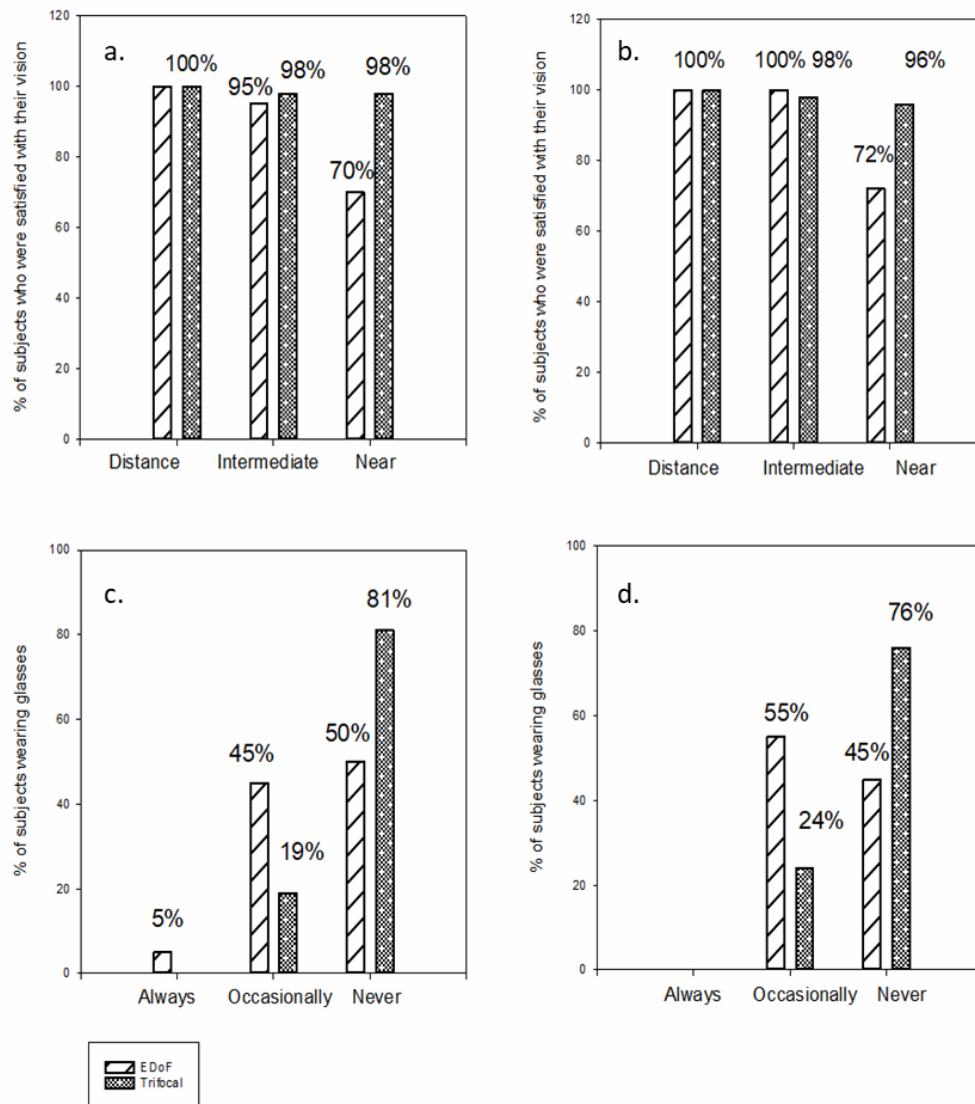 % of subjects who were satisfied with their vision
120
100
80
60
40
20
0
a.
100%
95%
98%
70%
98%
Distance
Intermediate
Near
% of subjects who were satisfied with their vision
120
100
80
60
40
20
0
b.
100%
100%
98%
72%
96%
Distance
Intermediate
Near
% of subjects wearing glasses
100
80
60
40
20
0
c.
5%
45%
19%
50%
81%
Always
Occasionally
Never
% of subjects wearing glasses
100
80
60
40
20
0
d.
55%
24%
45%
76%
Always
Occasionally
Never
EDoF
Trifocal